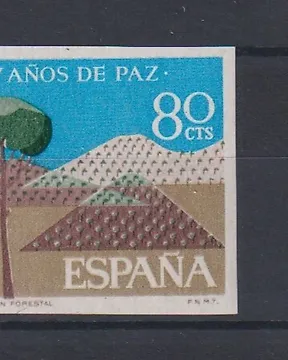 AÑOS DE PAZ ·
80
CTS
ESPAÑA
FORESTAL
F.N.M.T.